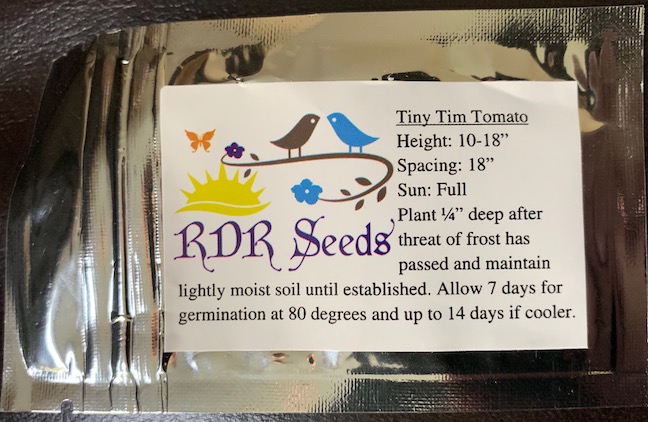 Tiny Tim Tomato
Height: 10-18”
Spacing: 18”
Sun: Full
Plant ¼” deep after
threat of frost has
passed and maintain
RDR Seeds
lightly moist soil until established. Allow 7 days for
germination at 80 degrees and up to 14 days if cooler.